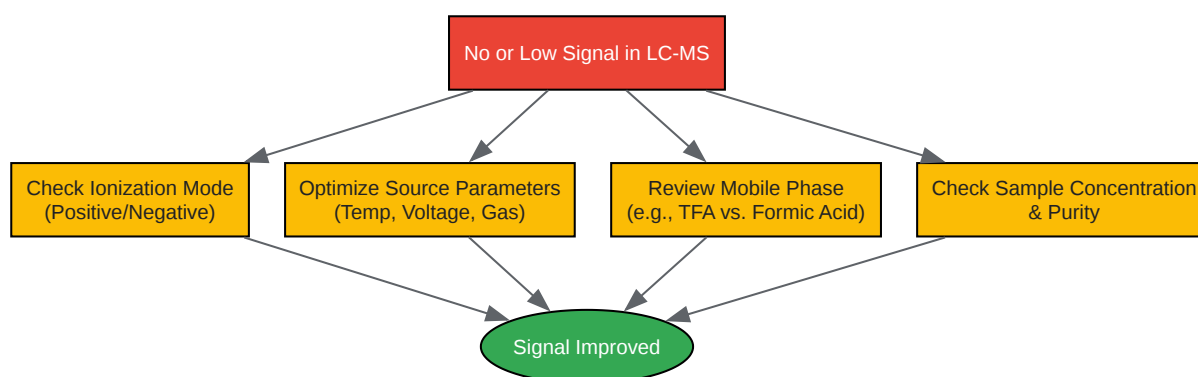 No or Low Signal in LC-MS
Check Ionization Mode
(Positive/Negative)
Optimize Source Parameters
(Temp, Voltage, Gas)
Review Mobile Phase
(e.g., TFA vs. Formic Acid)
Check Sample Concentration
& Purity
Signal Improved